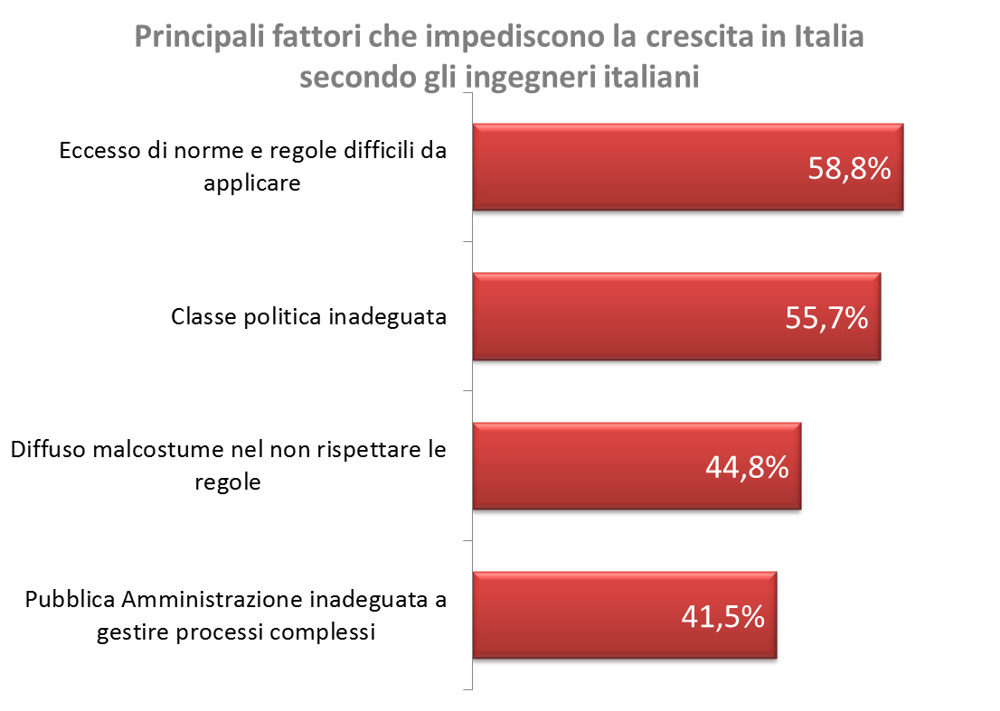 Principali fattori che impediscono la crescita in Italia
secondo gli ingegneri italiani
Eccesso di norme e regole difficili da
applicare
58,8%
Classe politica inadeguata
55,7%
Diffuso malcostume nel non rispettare le
regole
44,8%
Pubblica Amministrazione inadeguata a
gestire processi complessi
41,5%